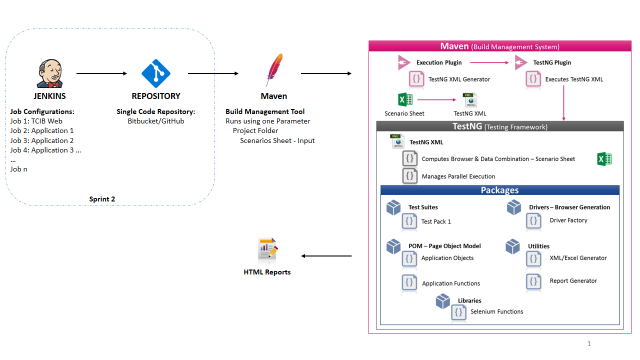 JENKINS
Job Configurations:
Job 1: TCIB Web
Job 2: Application 1
Job 3: Application 2
Job 4: Application 3 ...
...
Job n
REPOSITORY
Single Code Repository:
Bitbucket/GitHub
Sprint 2
Maven
Build Management Tool
Runs using one Parameter
Project Folder
Scenarios Sheet - Input
HTML Reports
Maven (Build Management System)
Execution Plugin
TestNG XML Generator
TestNG Plugin
Executes TestNG XML
Scenario Sheet
TestNG XML
TestNG (Testing Framework)
TestNG XML
Computes Browser & Data Combination – Scenario Sheet
Manages Parallel Execution
Packages
Test Suites
Test Pack 1
Drivers – Browser Generation
Driver Factory
POM – Page Object Model
Application Objects
Application Functions
Utilities
XML/Excel Generator
Report Generator
Libraries
Selenium Functions
1